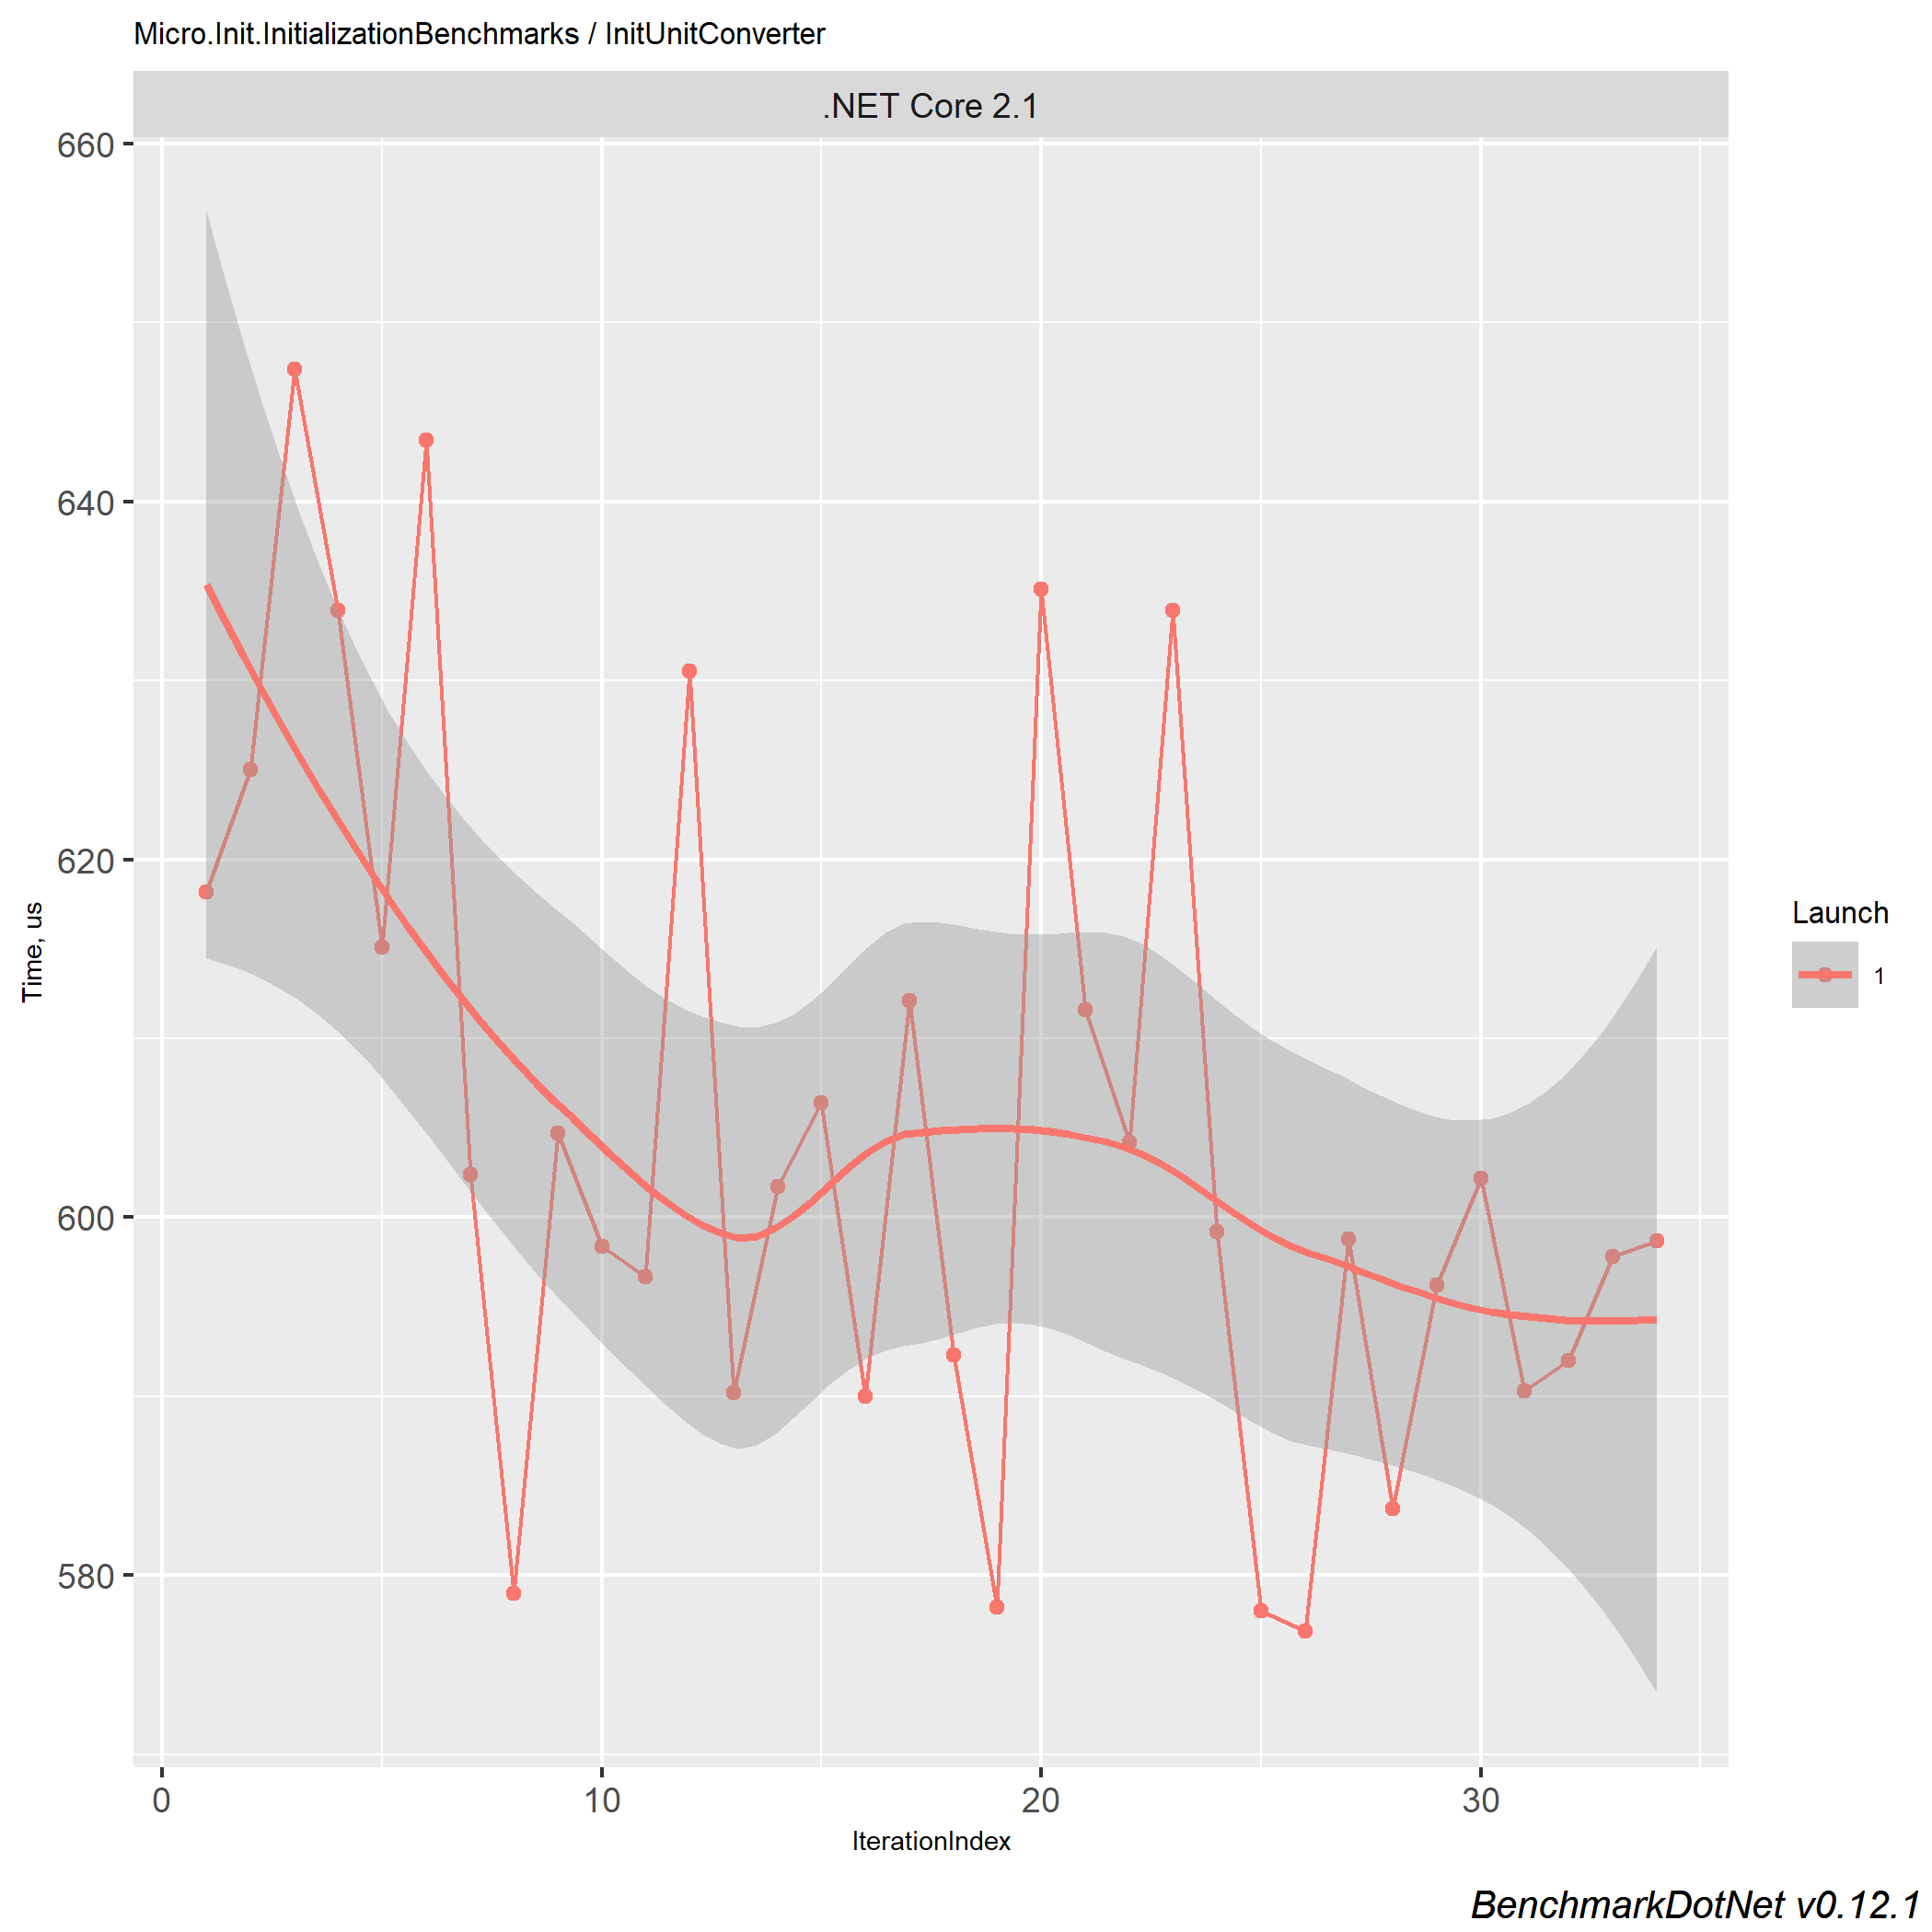 Micro.Init.InitializationBenchmarks / InitUnitConverter
.NET Core 2.1
660
640
620
600
580
Time, us
0 10 20 30
IterationIndex
Launch
1
BenchmarkDotNet v0.12.1